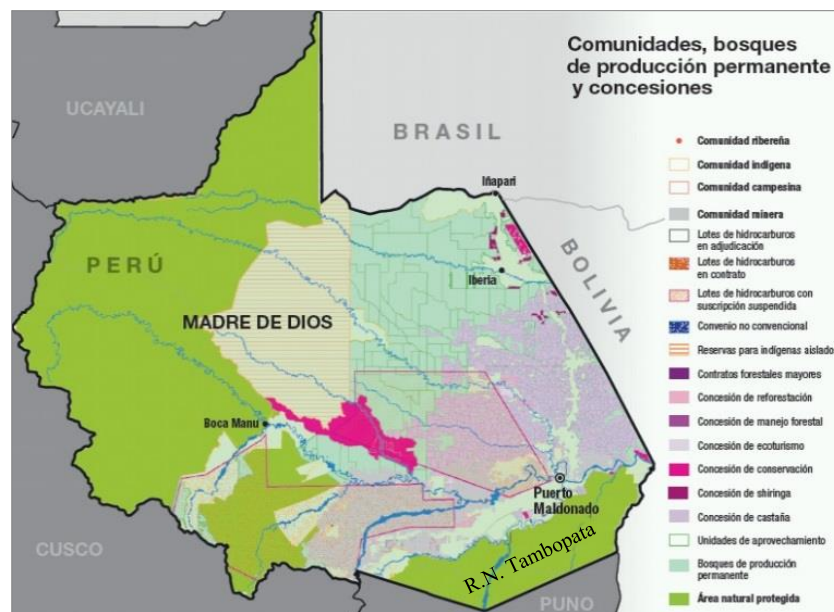 Comunidades, bosques
de producción permanente
y concesiones
UCAYALI
BRASIL
Iñapari
PERÚ
BOLIVIA
Iberia
MADRE DE DIOS
Boca Manu
Puerto
Maldonado
R.N. Tambopata
CUSCO
PUNO
Comunidad ribereña
Comunidad indígena
Comunidad campesina
Comunidad minera
Lotes de hidrocarburos
en adjudicación
Lotes de hidrocarburos
en contrato
Lotes de hidrocarburos con
suscripción suspendida
Convenio no convencional
Reservas para indígenas aislado
Contratos forestales mayores
Concesión de reforestación
Concesión de manejo forestal
Concesión de ecoturismo
Concesión de conservación
Concesión de shiringa
Concesión de castaña
Unidades de aprovechamiento
Bosques de producción
permanente
Área natural protegida